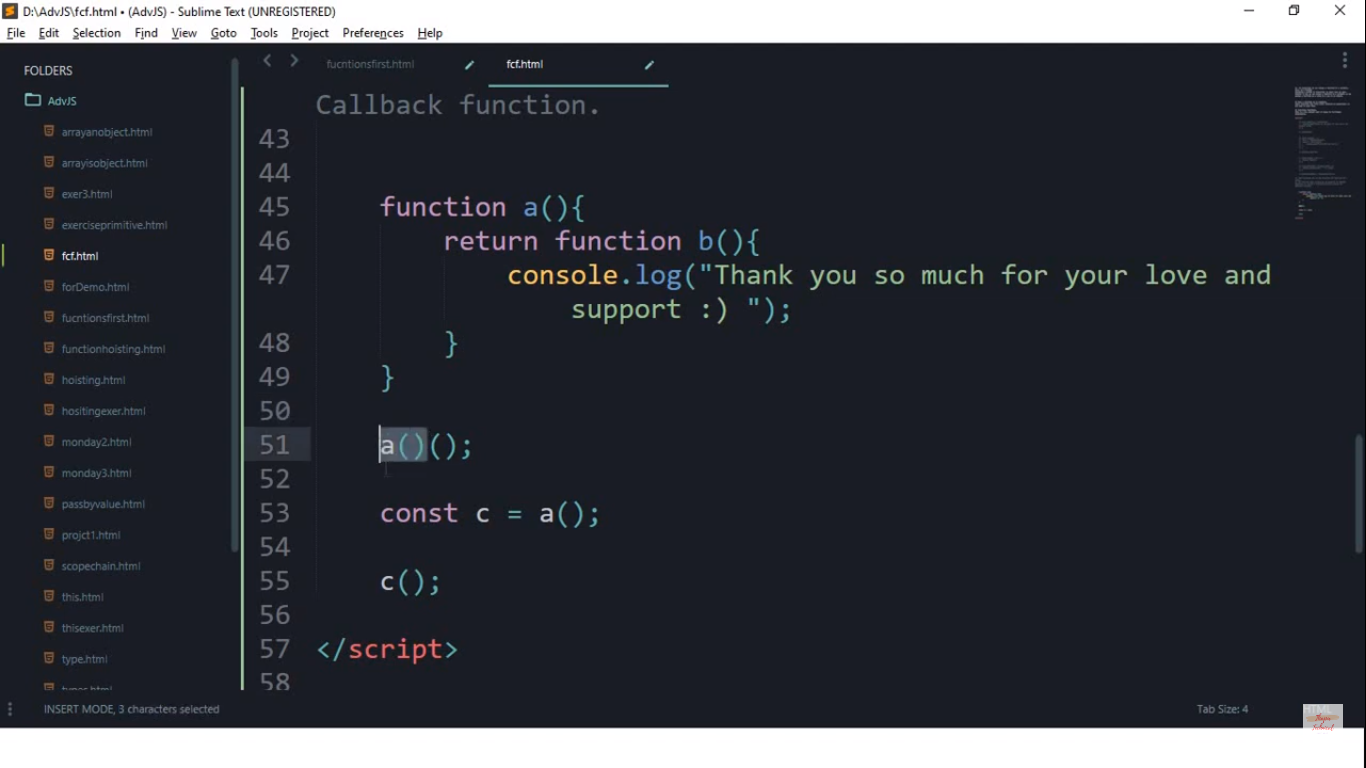 D:\AdvJS\fcf.html • (AdvJS) - Sublime Text (UNREGISTERED)
File Edit Selection Find View Goto Tools Project Preferences Help
FOLDERS
AdvJS
arrayanobject.html
arrayisobject.html
exer3.html
exerciseprimitive.html
fcf.html
forDemo.html
fucntionsfirst.html
functionhoisting.html
hoisting.html
hositingexer.html
monday2.html
monday3.html
passbyvalue.html
projct1.html
scopechain.html
this.html
thisexer.html
type.html
types.html
fucntionsfirst.html fcf.html
Callback function.
43
44
45 function a(){
46 return function b(){
47 console.log("Thank you so much for your love and
support :) ");
48 }
49 }
50
51 a()();
52
53 const c = a();
54
55 c();
56
57 </script>
58
INSERT MODE, 3 characters selected
Tab Size: 4
HTML